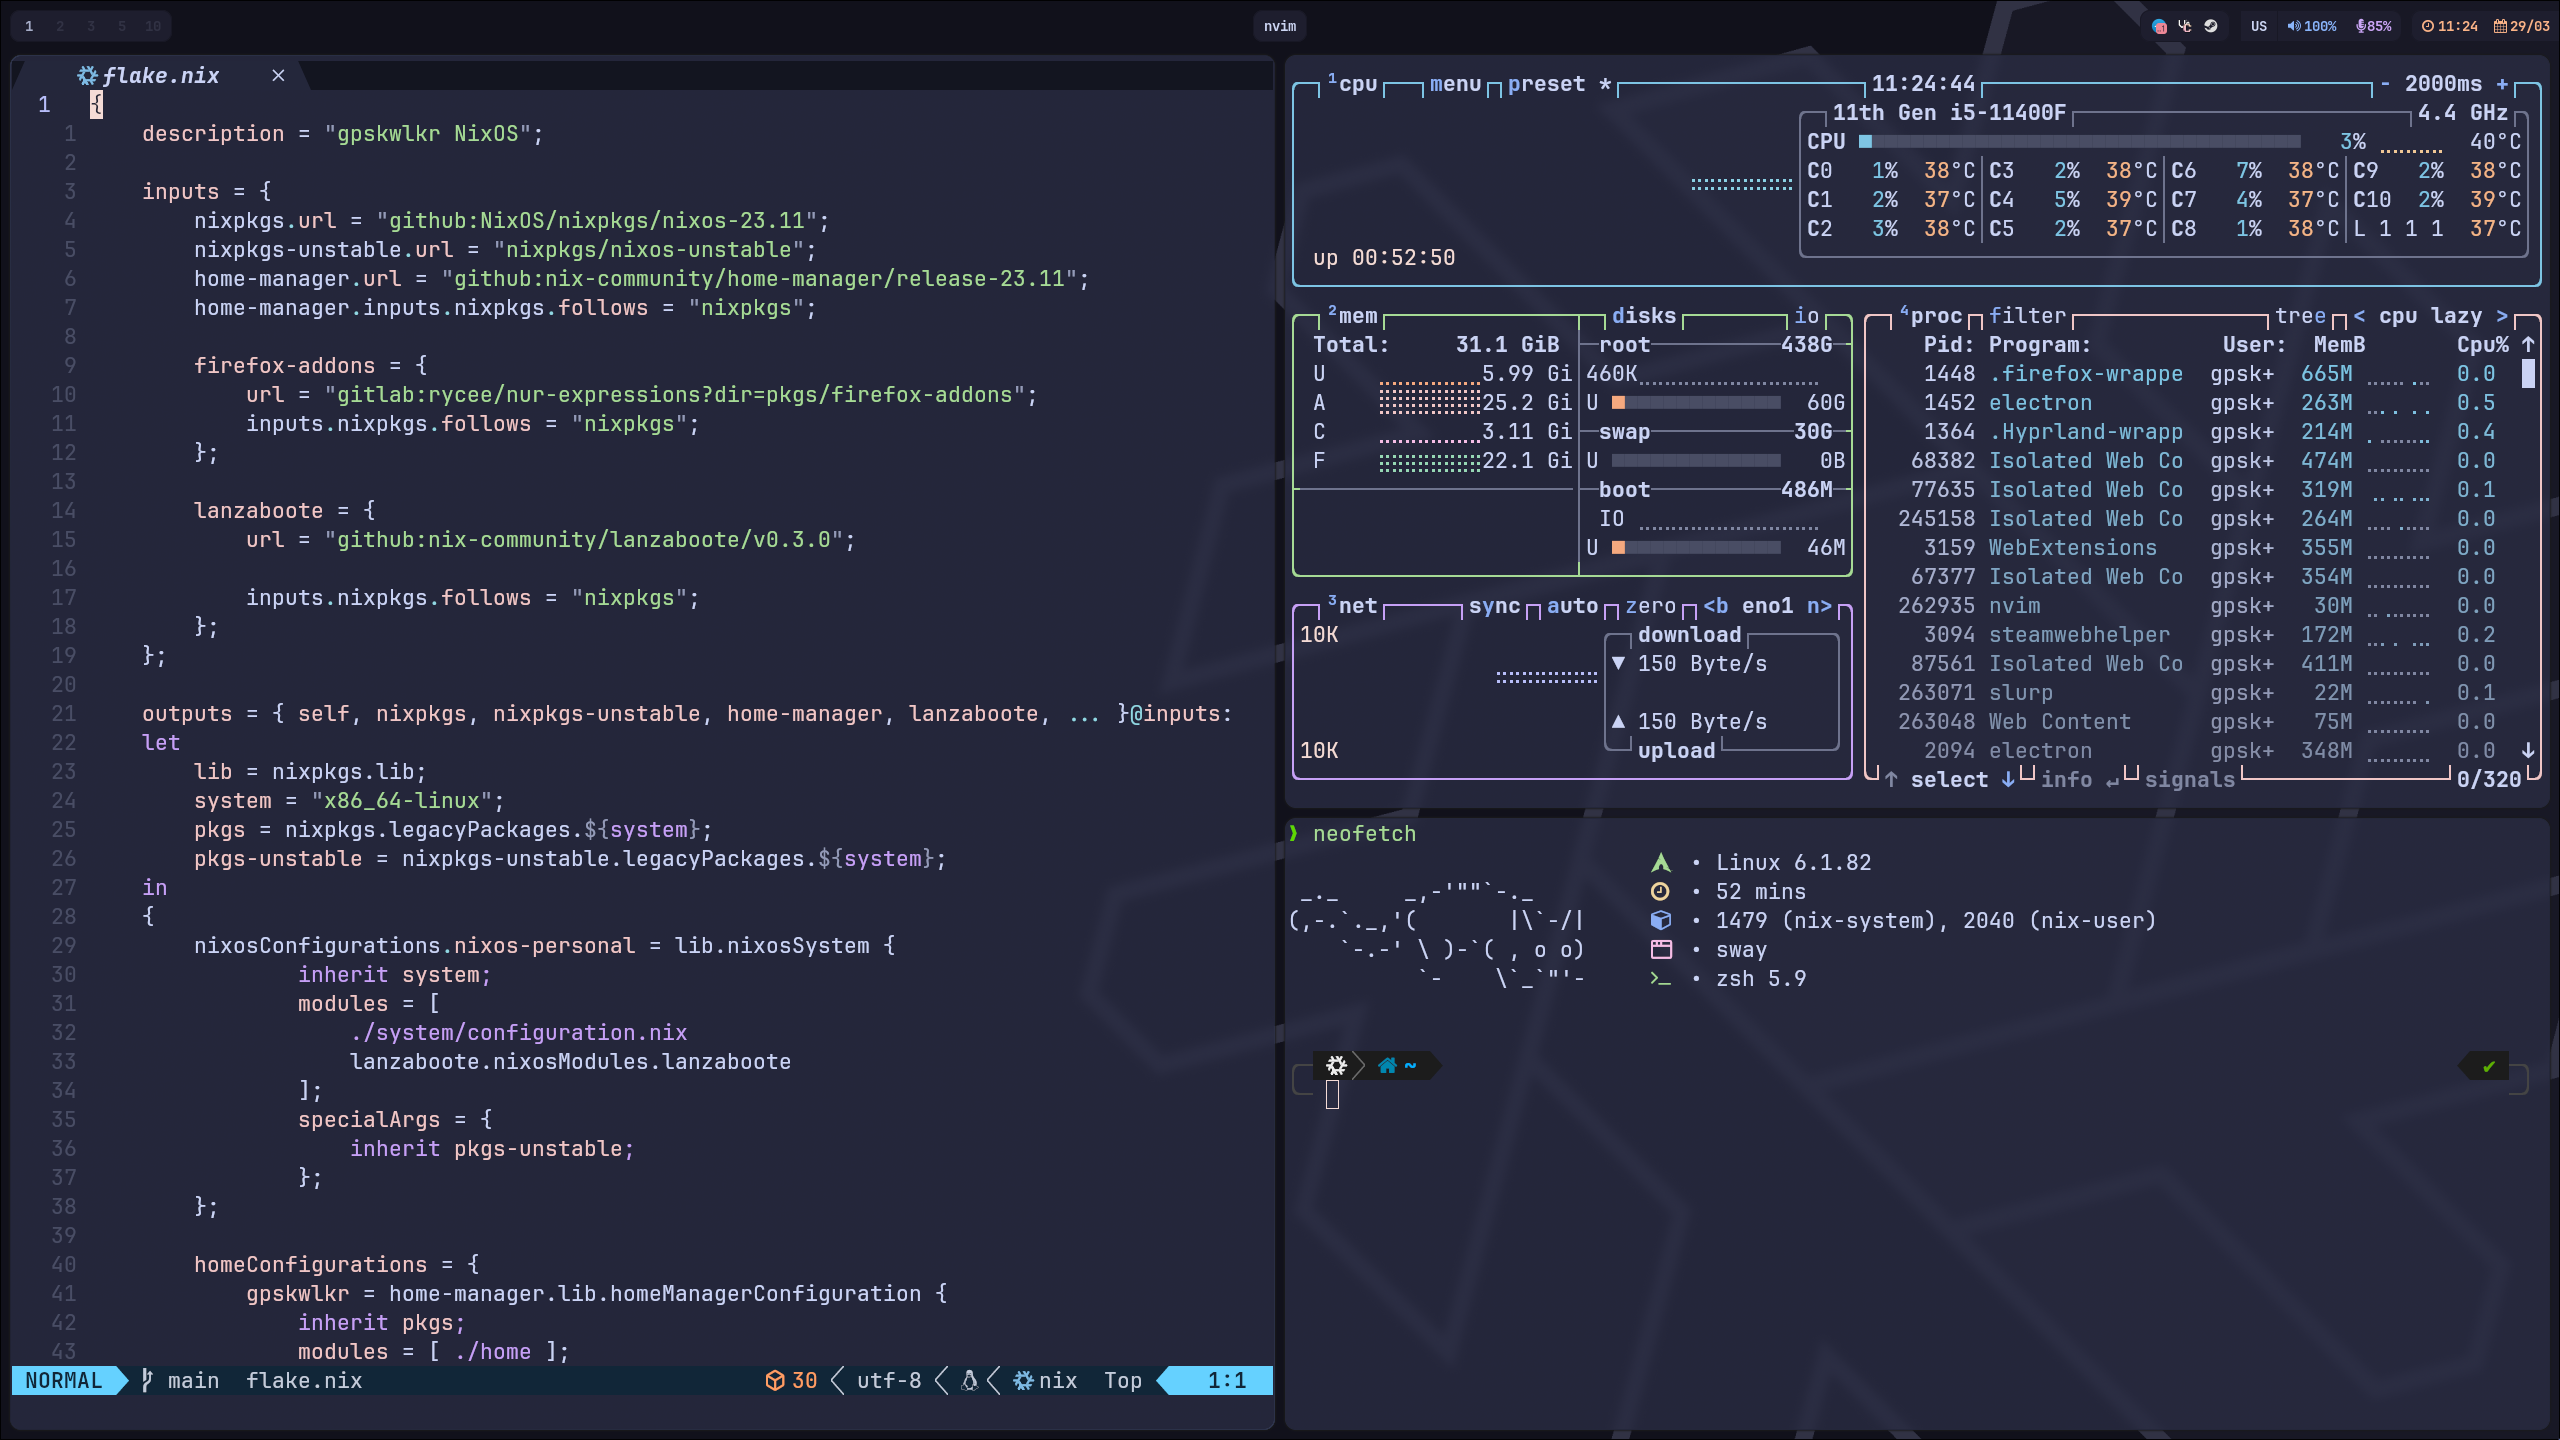 1 2 3 5 10
nvim
US 100% 85% 11:24 29/03
flake.nix ×
1 {
1 description = "gpskwlkr NixOS";
2
3 inputs = {
4 nixpkgs.url = "github:NixOS/nixpkgs/nixos-23.11";
5 nixpkgs-unstable.url = "nixpkgs/nixos-unstable";
6 home-manager.url = "github:nix-community/home-manager/release-23.11";
7 home-manager.inputs.nixpkgs.follows = "nixpkgs";
8
9 firefox-addons = {
10 url = "gitlab:rycee/nur-expressions?dir=pkgs/firefox-addons";
11 inputs.nixpkgs.follows = "nixpkgs";
12 };
13
14 lanzaboote = {
15 url = "github:nix-community/lanzaboote/v0.3.0";
16
17 inputs.nixpkgs.follows = "nixpkgs";
18 };
19 };
20
21 outputs = { self, nixpkgs, nixpkgs-unstable, home-manager, lanzaboote, ... }@inputs:
22 let
23 lib = nixpkgs.lib;
24 system = "x86_64-linux";
25 pkgs = nixpkgs.legacyPackages.${system};
26 pkgs-unstable = nixpkgs-unstable.legacyPackages.${system};
27 in
28 {
29 nixosConfigurations.nixos-personal = lib.nixosSystem {
30 inherit system;
31 modules = [
32 ./system/configuration.nix
33 lanzaboote.nixosModules.lanzaboote
34 ];
35 specialArgs = {
36 inherit pkgs-unstable;
37 };
38 };
39
40 homeConfigurations = {
41 gpskwlkr = home-manager.lib.homeManagerConfiguration {
42 inherit pkgs;
43 modules = [ ./home ];
NORMAL main flake.nix 30 utf-8 nix Top 1:1
1cpu menu preset * 11:24:44 - 2000ms +
11th Gen i5-11400F 4.4 GHz
CPU 3% 40°C
C0 1% 38°C C3 2% 38°C C6 7% 38°C C9 2% 38°C
C1 2% 37°C C4 5% 39°C C7 4% 37°C C10 2% 39°C
C2 3% 38°C C5 2% 37°C C8 1% 38°C L 1 1 1 37°C
up 00:52:50
2mem disks io
Total: 31.1 GiB root 438G
U 5.99 Gi 460K
A 25.2 Gi U 60G
C 3.11 Gi swap 30G
F 22.1 Gi U 0B
boot 486M
IO
U 46M
3net sync auto zero <b eno1 n>
10K download
▼ 150 Byte/s
▲ 150 Byte/s
10K upload
4proc filter tree < cpu lazy >
Pid: Program: User: MemB Cpu% ↑
1448 .firefox-wrappe gpsk+ 665M 0.0
1452 electron gpsk+ 263M 0.5
1364 .Hyprland-wrapp gpsk+ 214M 0.4
68382 Isolated Web Co gpsk+ 474M 0.0
77635 Isolated Web Co gpsk+ 319M 0.1
245158 Isolated Web Co gpsk+ 264M 0.0
3159 WebExtensions gpsk+ 355M 0.0
67377 Isolated Web Co gpsk+ 354M 0.0
262935 nvim gpsk+ 30M 0.0
3094 steamwebhelper gpsk+ 172M 0.2
87561 Isolated Web Co gpsk+ 411M 0.0
263071 slurp gpsk+ 22M 0.1
263048 Web Content gpsk+ 75M 0.0
2094 electron gpsk+ 348M 0.0 ↓
↑ select ↓ info ↵ signals 0/320
❱ neofetch
• Linux 6.1.82
• 52 mins
• 1479 (nix-system), 2040 (nix-user)
• sway
• zsh 5.9
~ ✔